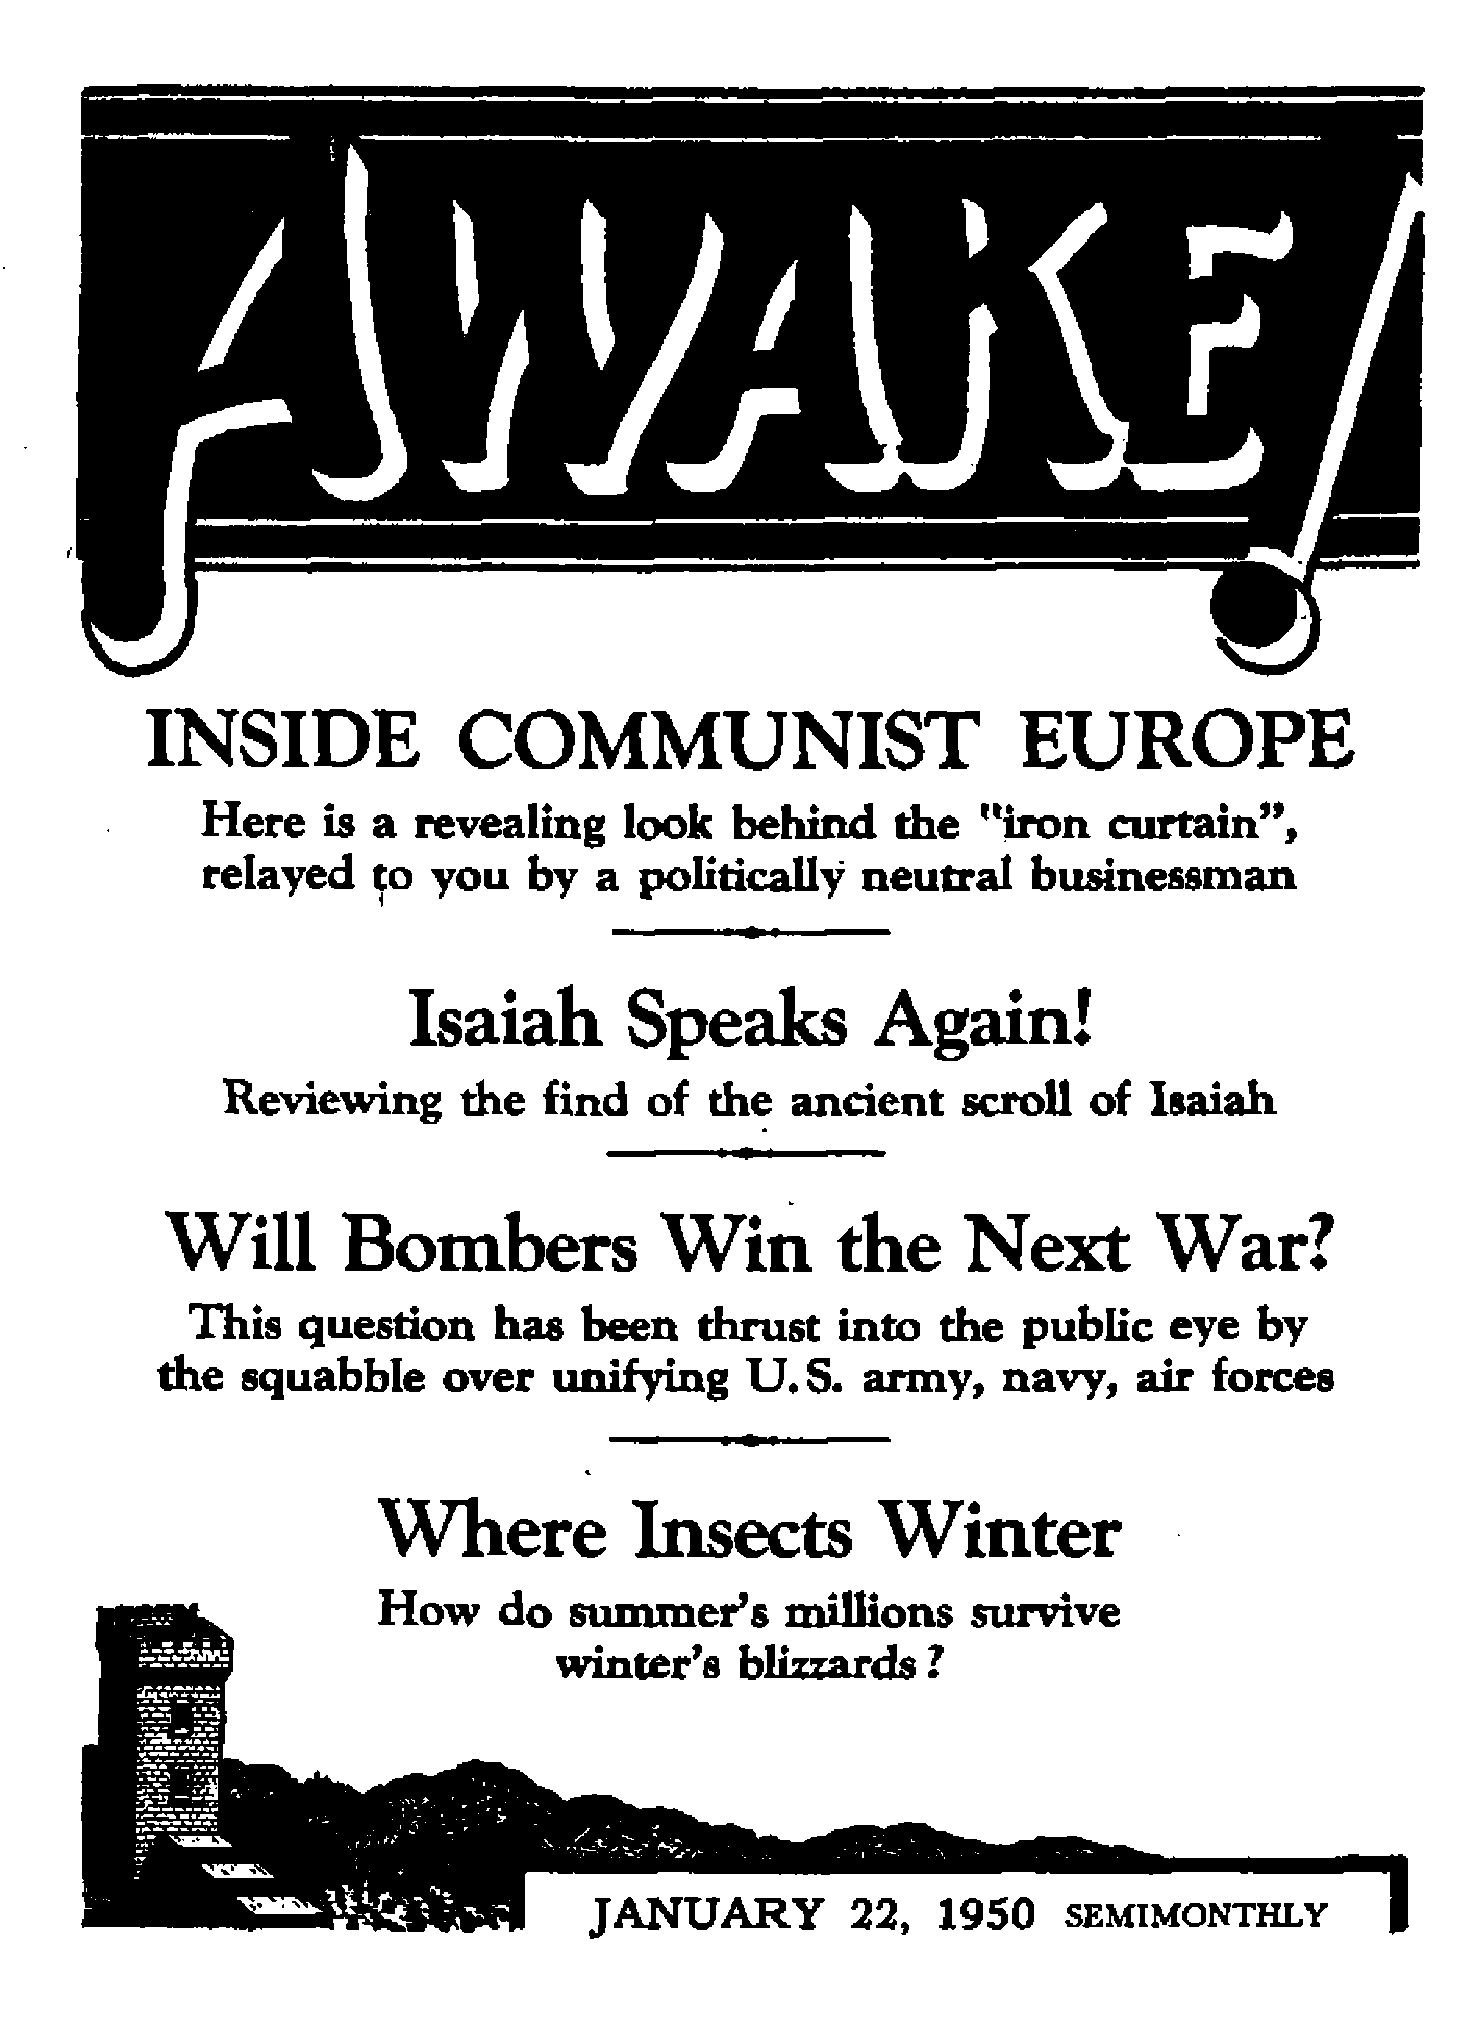 AWAKE!
INSIDE COMMUNIST EUROPE
Here is a revealing look behind the "iron curtain",
relayed to you by a politically neutral businessman
Isaiah Speaks Again!
Reviewing the find of the ancient scroll of Isaiah
Will Bombers Win the Next War?
This question has been thrust into the public eye by
the squabble over unifying U.S. army, navy, air forces
Where Insects Winter
How do summer's millions survive
winter's blizzards?
JANUARY 22, 1950 SEMIMONTHLY